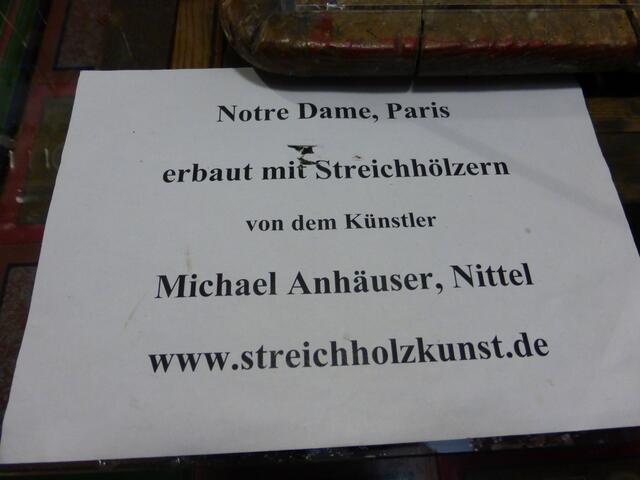 Notre Dame, Paris
erbaut mit Streichhölzern
von dem Künstler
Michael Anhäuser, Nittel
www.streichholzkunst.de